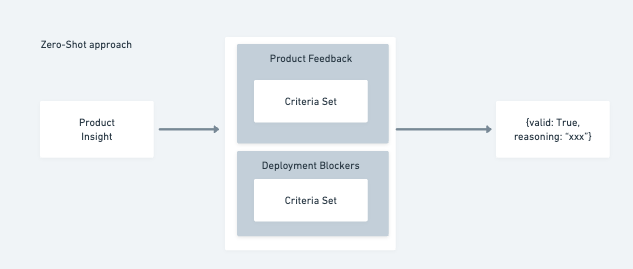 Zero-Shot approach
Product Feedback
Criteria Set
Product
Insight
{valid: True,
reasoning: “xxx”}
Deployment Blockers
Criteria Set